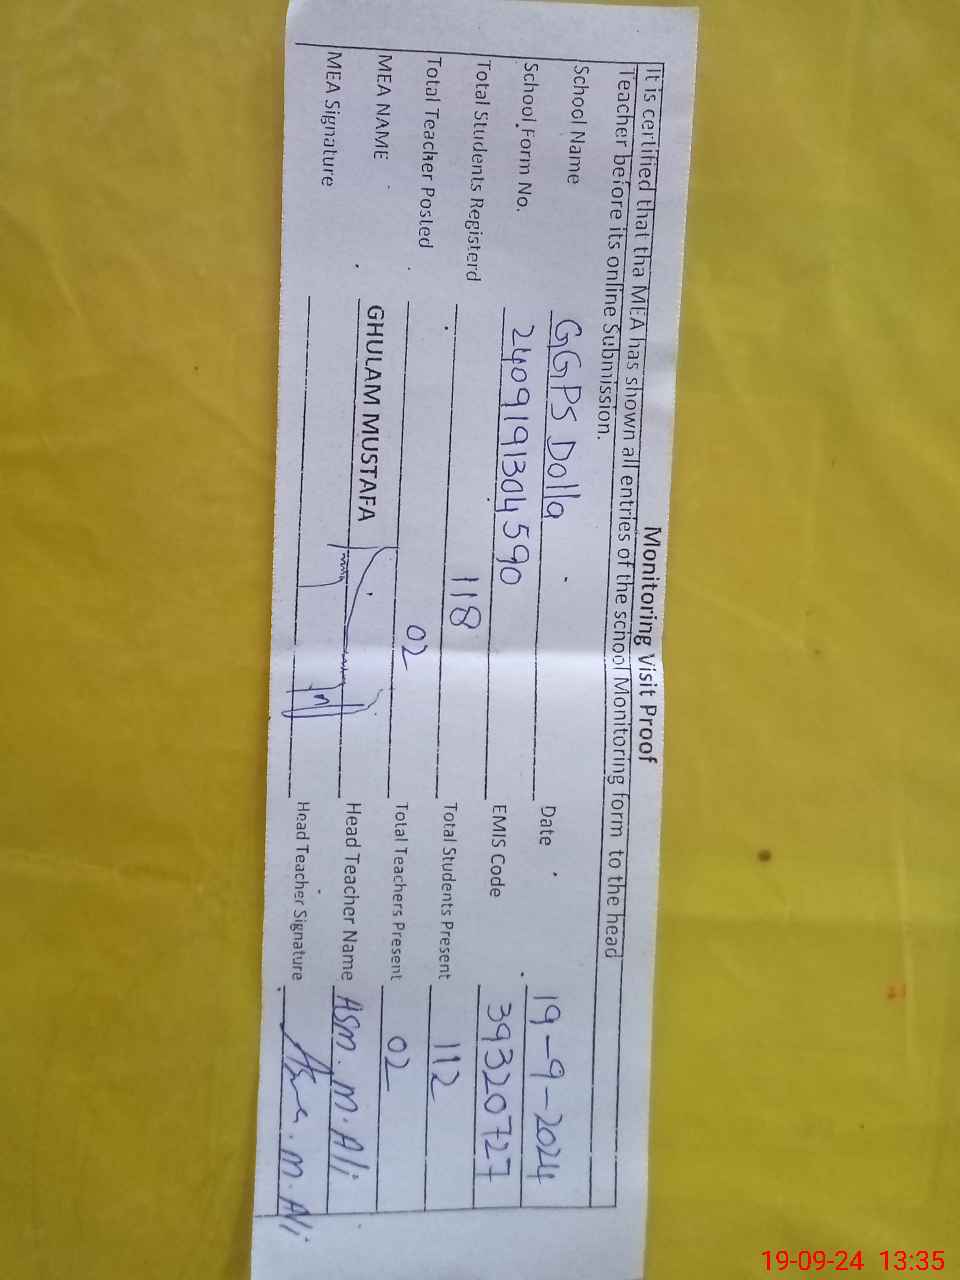 Monitoring Visit Proof
It is certified that tha MEA has shown all entries of the school Monitoring form to the head
Teacher before its online Submission.
School Name GGPS Dolla Date 19-9-2024
School Form No. 2409191304590 EMIS Code 39320727
Total Students Registerd 118 Total Students Present 112
Total Teacher Posted 02 Total Teachers Present 02
MEA NAME GHULAM MUSTAFA Head Teacher Name Asm. M. Ali
MEA Signature Head Teacher Signature M. Ali
19-09-24 13:35